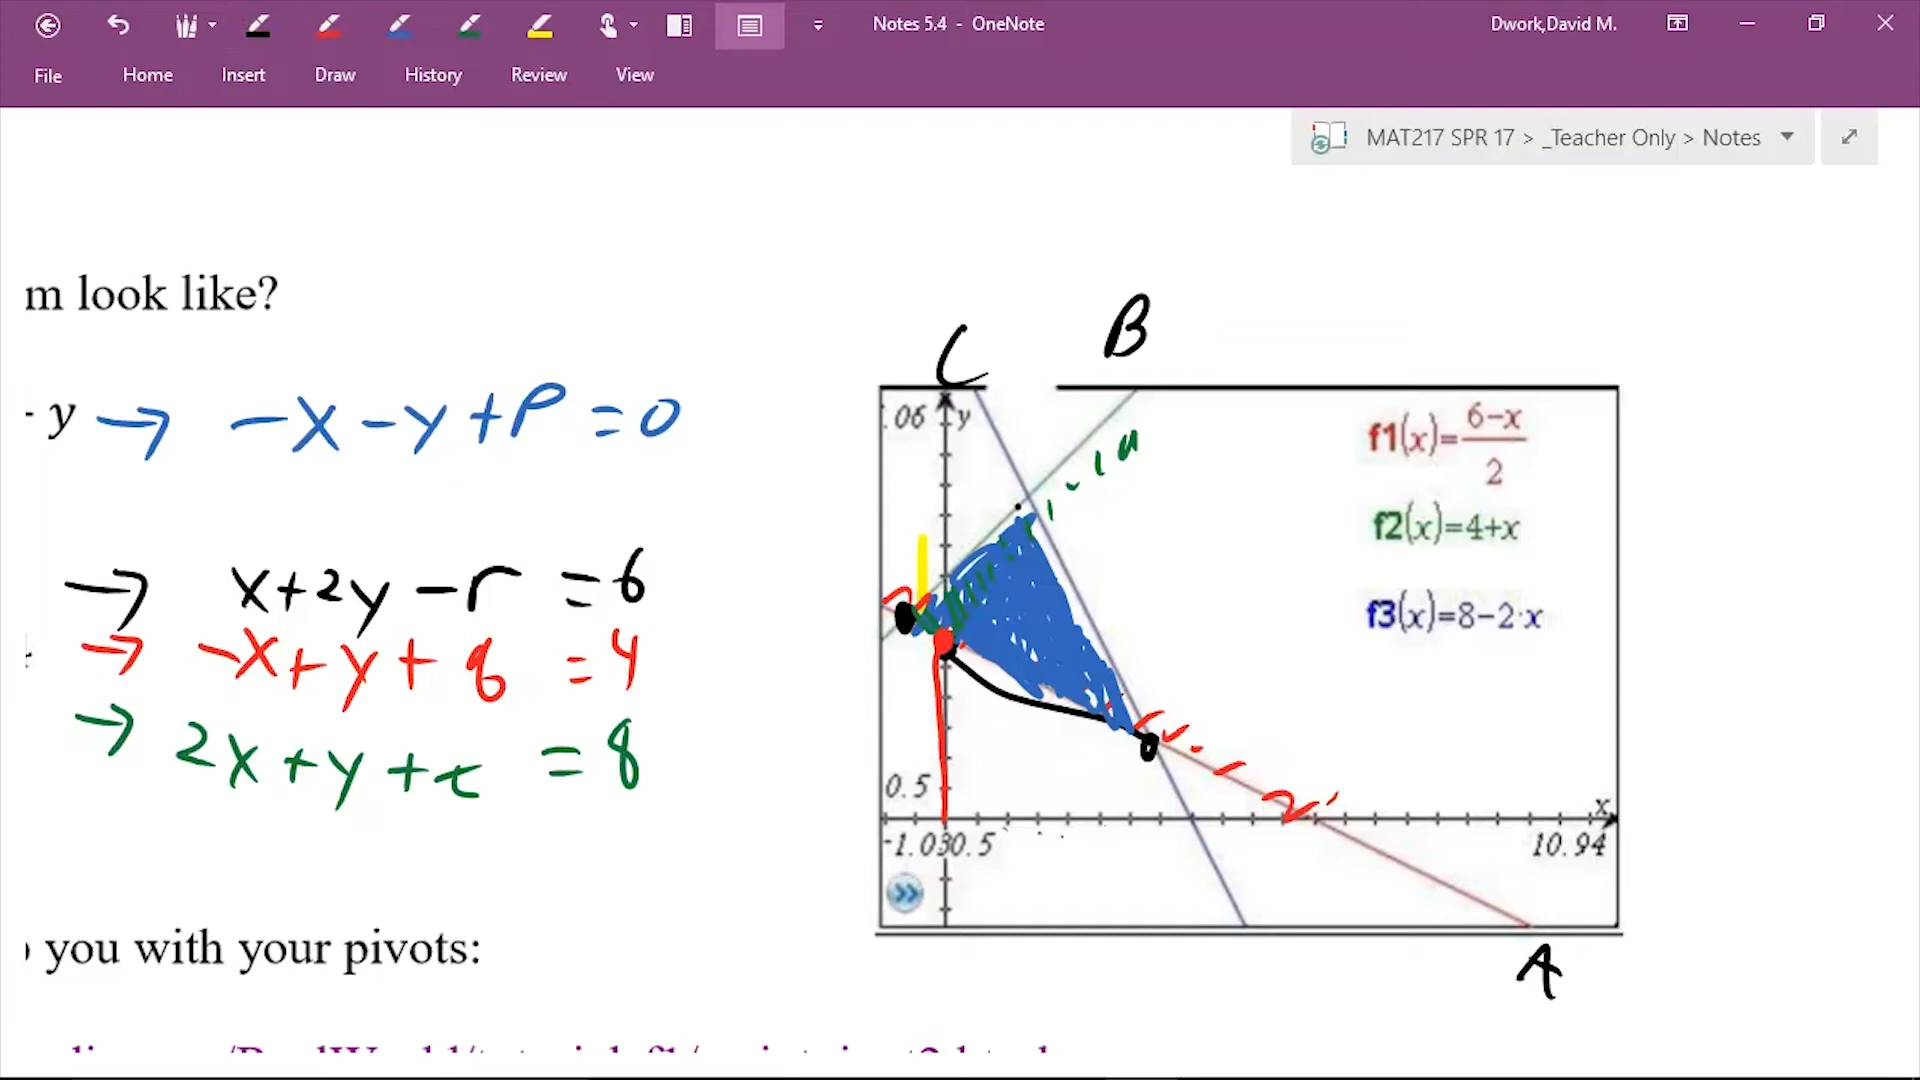 Notes 5.4 - OneNote
Dwork,David M.
File Home Insert Draw History Review View
MAT217 SPR 17 > _Teacher Only > Notes
m look like?
- y → -x-y+P=0
→ x+2y-r=6
→ -x+y+q=4
→ 2x+y+t=8
C
B
.06 y
f1(x)=6-x/2
f2(x)=4+x
f3(x)=8-2·x
0.5
x
-1.03 0.5
10.94
A
you with your pivots: